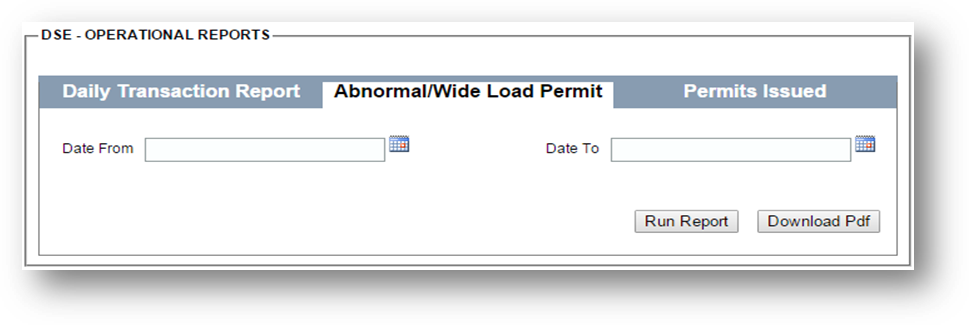 DSE - OPERATIONAL REPORTS
Daily Transaction Report Abnormal/Wide Load Permit Permits Issued
Date From Date To
Run Report Download Pdf